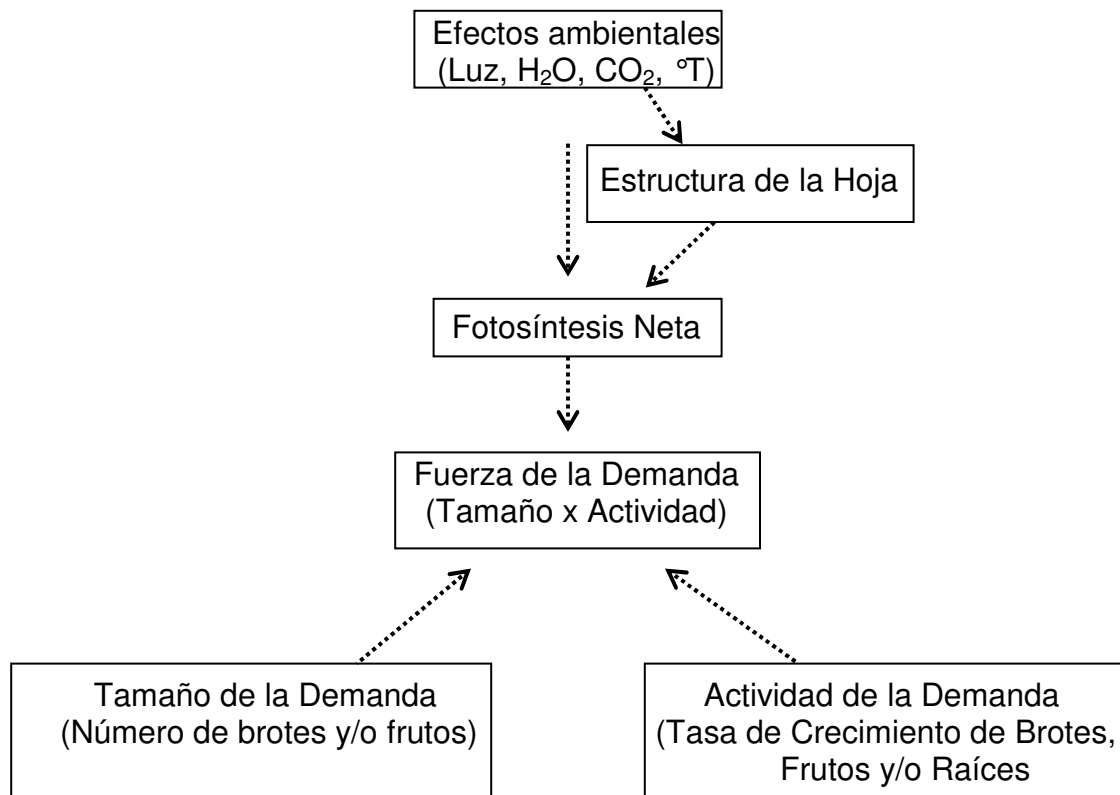 Efectos ambientales
(Luz, H₂O, CO₂, °T)
Estructura de la Hoja
Fotosíntesis Neta
Fuerza de la Demanda
(Tamaño x Actividad)
Tamaño de la Demanda
(Número de brotes y/o frutos)
Actividad de la Demanda
(Tasa de Crecimiento de Brotes,
Frutos y/o Raíces